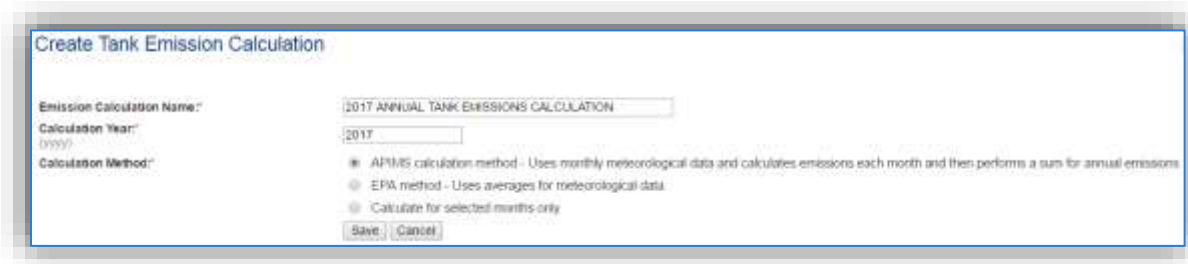 Create Tank Emission Calculation
Emission Calculation Name:*
2017 ANNUAL TANK EMISSIONS CALCULATION
Calculation Year:*
(yyyy)
2017
Calculation Method:*
APIMS calculation method - Uses monthly meteorological data and calculates emissions each month and then performs a sum for annual emissions
EPA method - Uses averages for meteorological data
Calculate for selected months only
Save Cancel